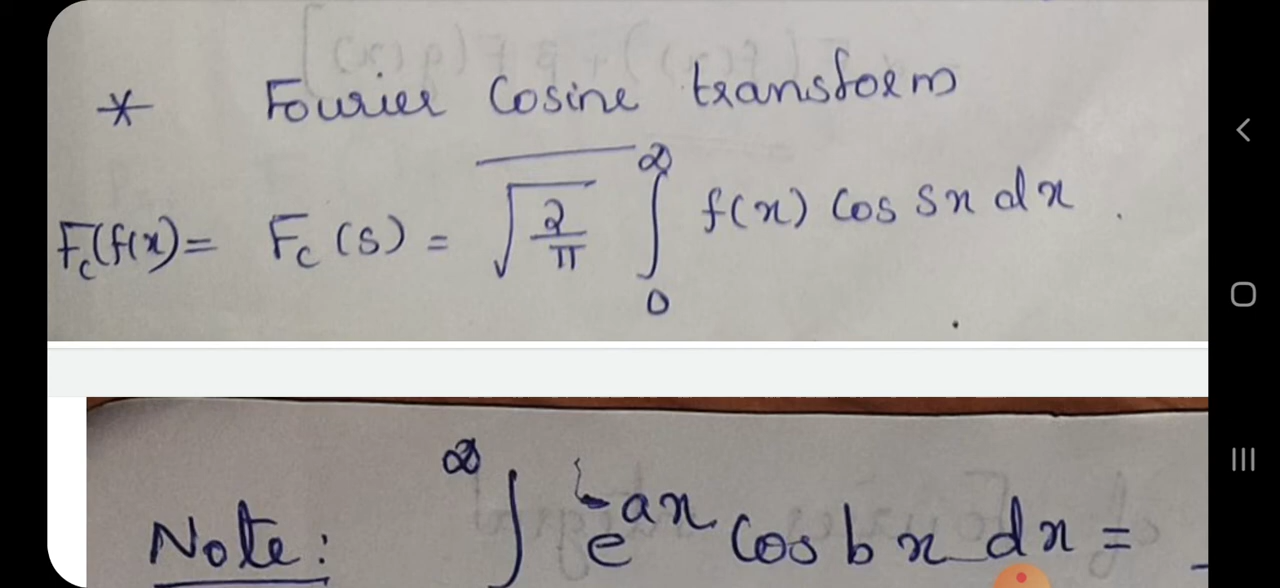 * Fourier Cosine transform
F_c(f(x)) = F_c(s) = √(2/π) ∫_0^∞ f(x) cos sx dx .
Note: ∫^∞ e^{-ax} cos bx dx =